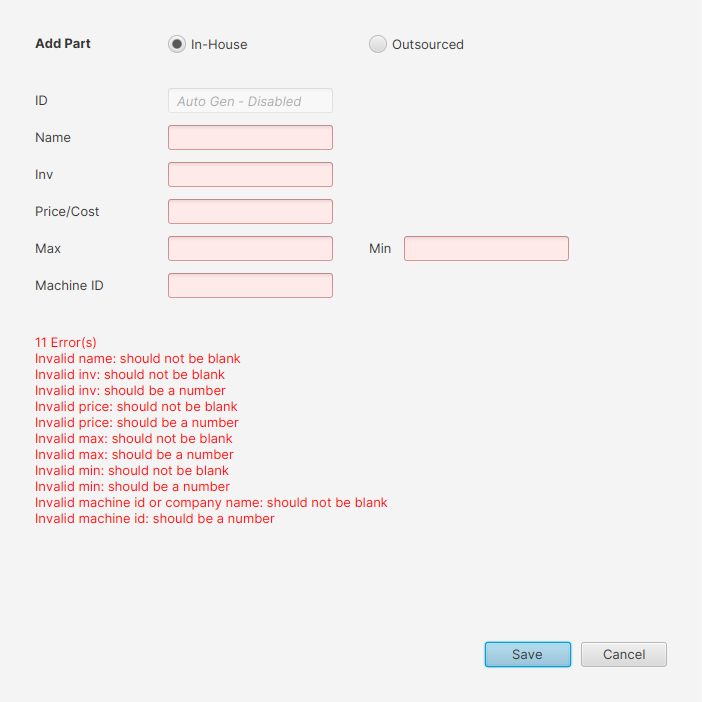 Add Part In-House Outsourced
ID Auto Gen - Disabled
Name
Inv
Price/Cost
Max Min
Machine ID
11 Error(s)
Invalid name: should not be blank
Invalid inv: should not be blank
Invalid inv: should be a number
Invalid price: should not be blank
Invalid price: should be a number
Invalid max: should not be blank
Invalid max: should be a number
Invalid min: should not be blank
Invalid min: should be a number
Invalid machine id or company name: should not be blank
Invalid machine id: should be a number
Save Cancel